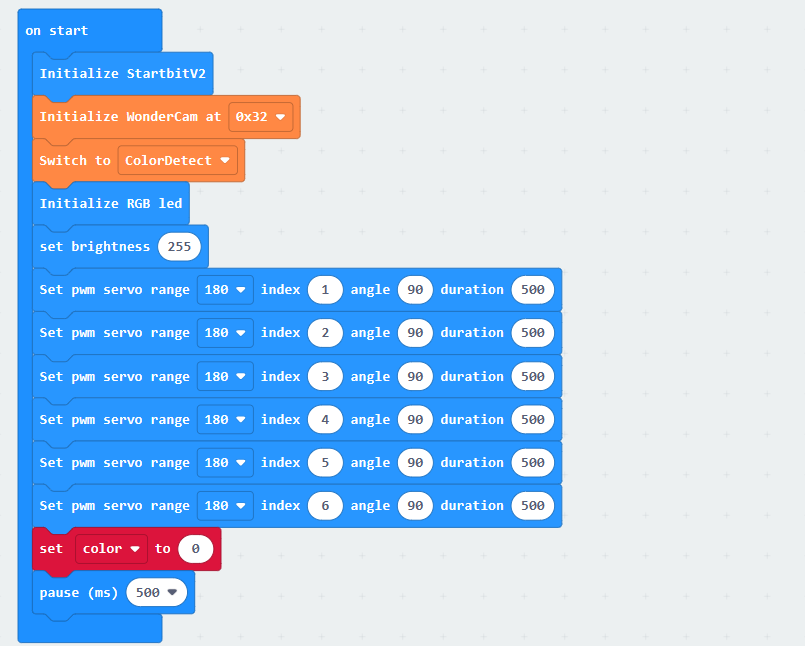 on start
Initialize StartbitV2
Initialize WonderCam at 0x32
Switch to ColorDetect
Initialize RGB led
set brightness 255
Set pwm servo range 180 index 1 angle 90 duration 500
Set pwm servo range 180 index 2 angle 90 duration 500
Set pwm servo range 180 index 3 angle 90 duration 500
Set pwm servo range 180 index 4 angle 90 duration 500
Set pwm servo range 180 index 5 angle 90 duration 500
Set pwm servo range 180 index 6 angle 90 duration 500
set color to 0
pause (ms) 500